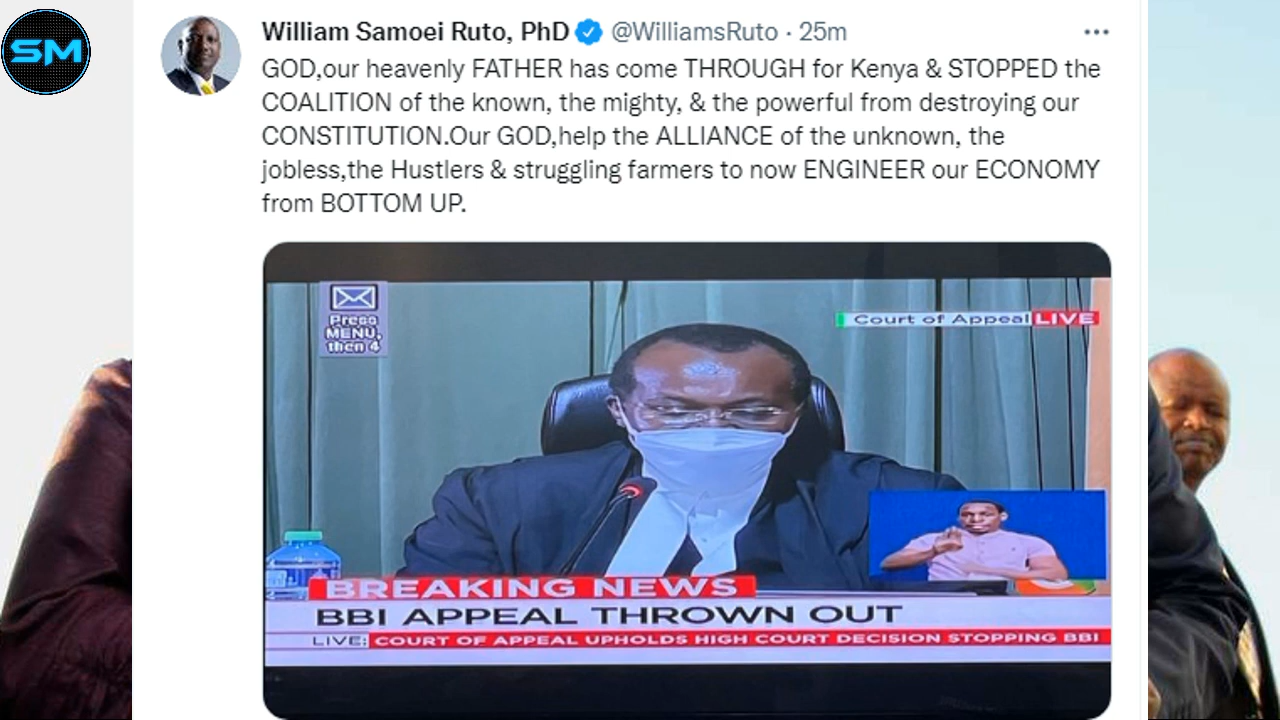 SM
William Samoei Ruto, PhD @WilliamsRuto · 25m
GOD,our heavenly FATHER has come THROUGH for Kenya & STOPPED the
COALITION of the known, the mighty, & the powerful from destroying our
CONSTITUTION.Our GOD,help the ALLIANCE of the unknown, the
jobless,the Hustlers & struggling farmers to now ENGINEER our ECONOMY
from BOTTOM UP.
Press
MENU,
then 4
Court of Appeal LIVE
BREAKING NEWS
BBI APPEAL THROWN OUT
LIVE: COURT OF APPEAL UPHOLDS HIGH COURT DECISION STOPPING BBI